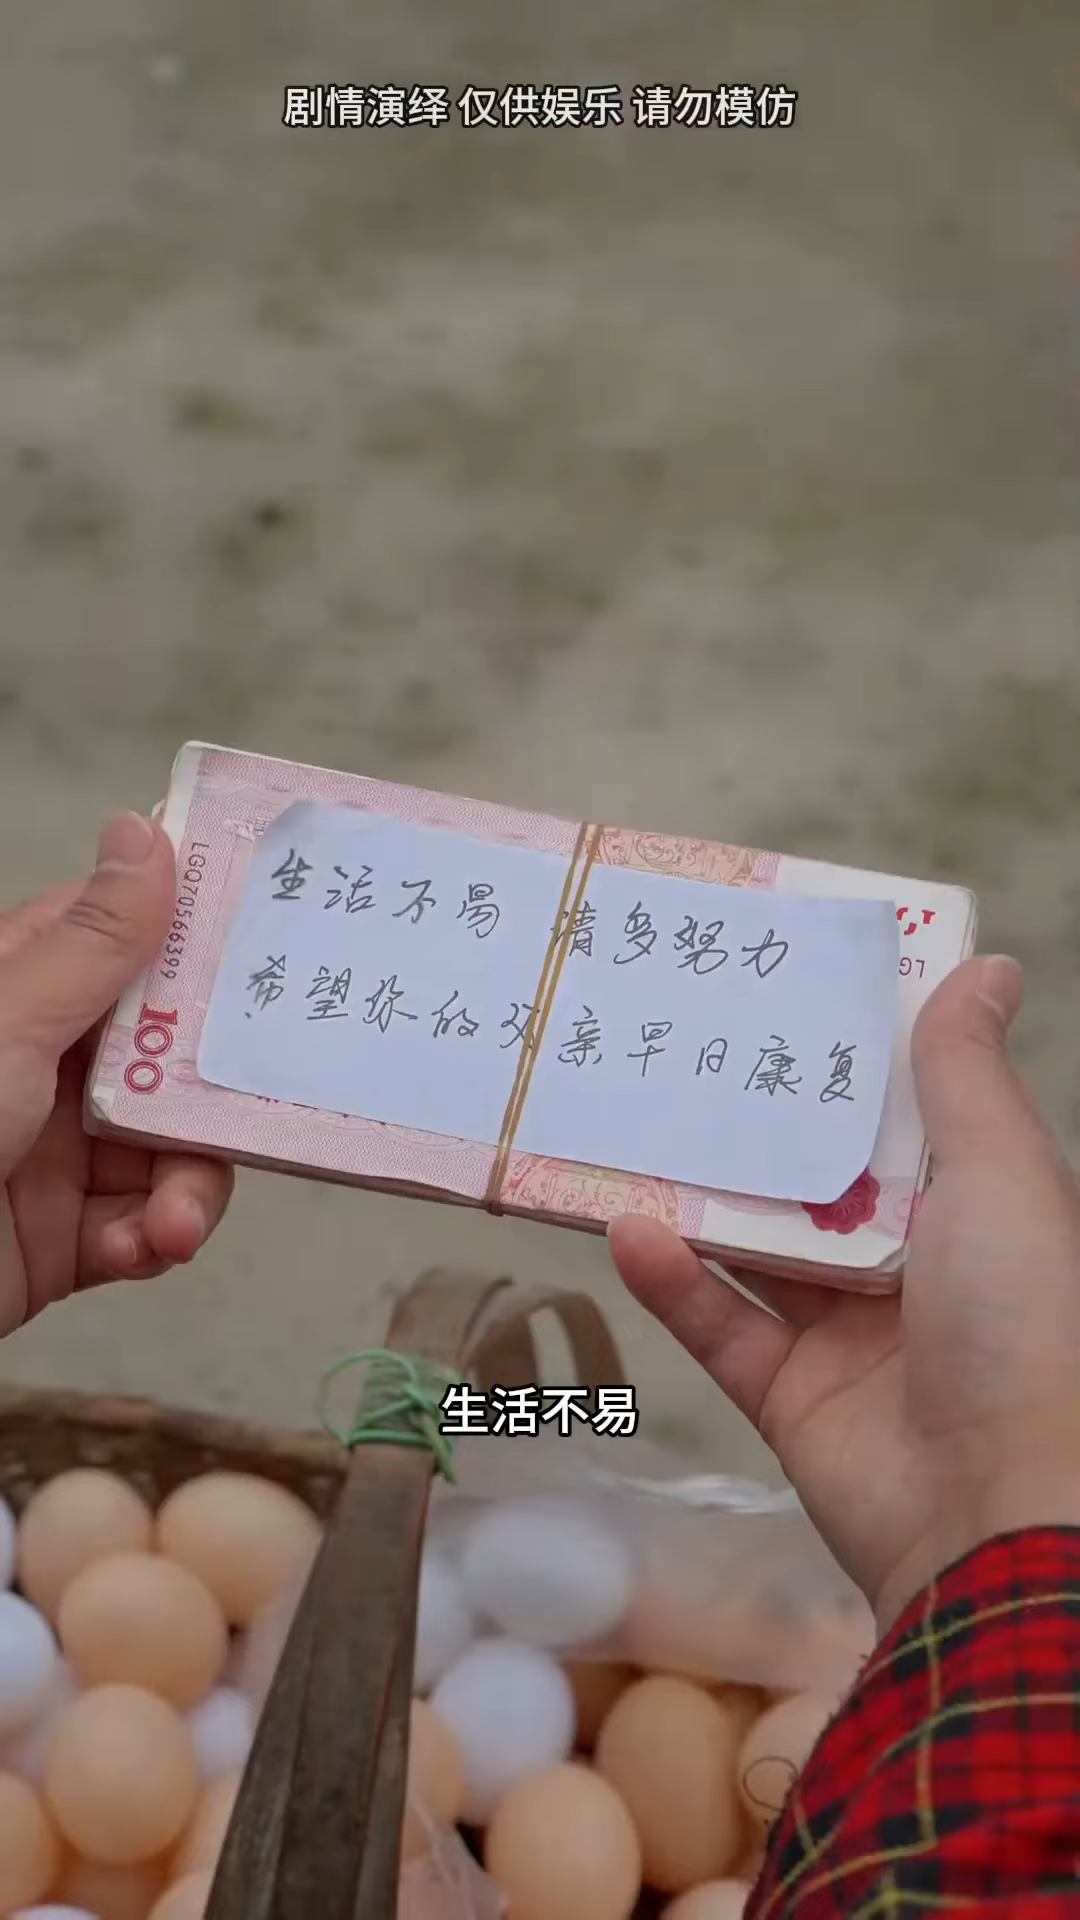 剧情演绎 仅供娱乐 请勿模仿
LGQ70566399
100
LG
生活不易 请多努力
希望你的父亲早日康复
生活不易